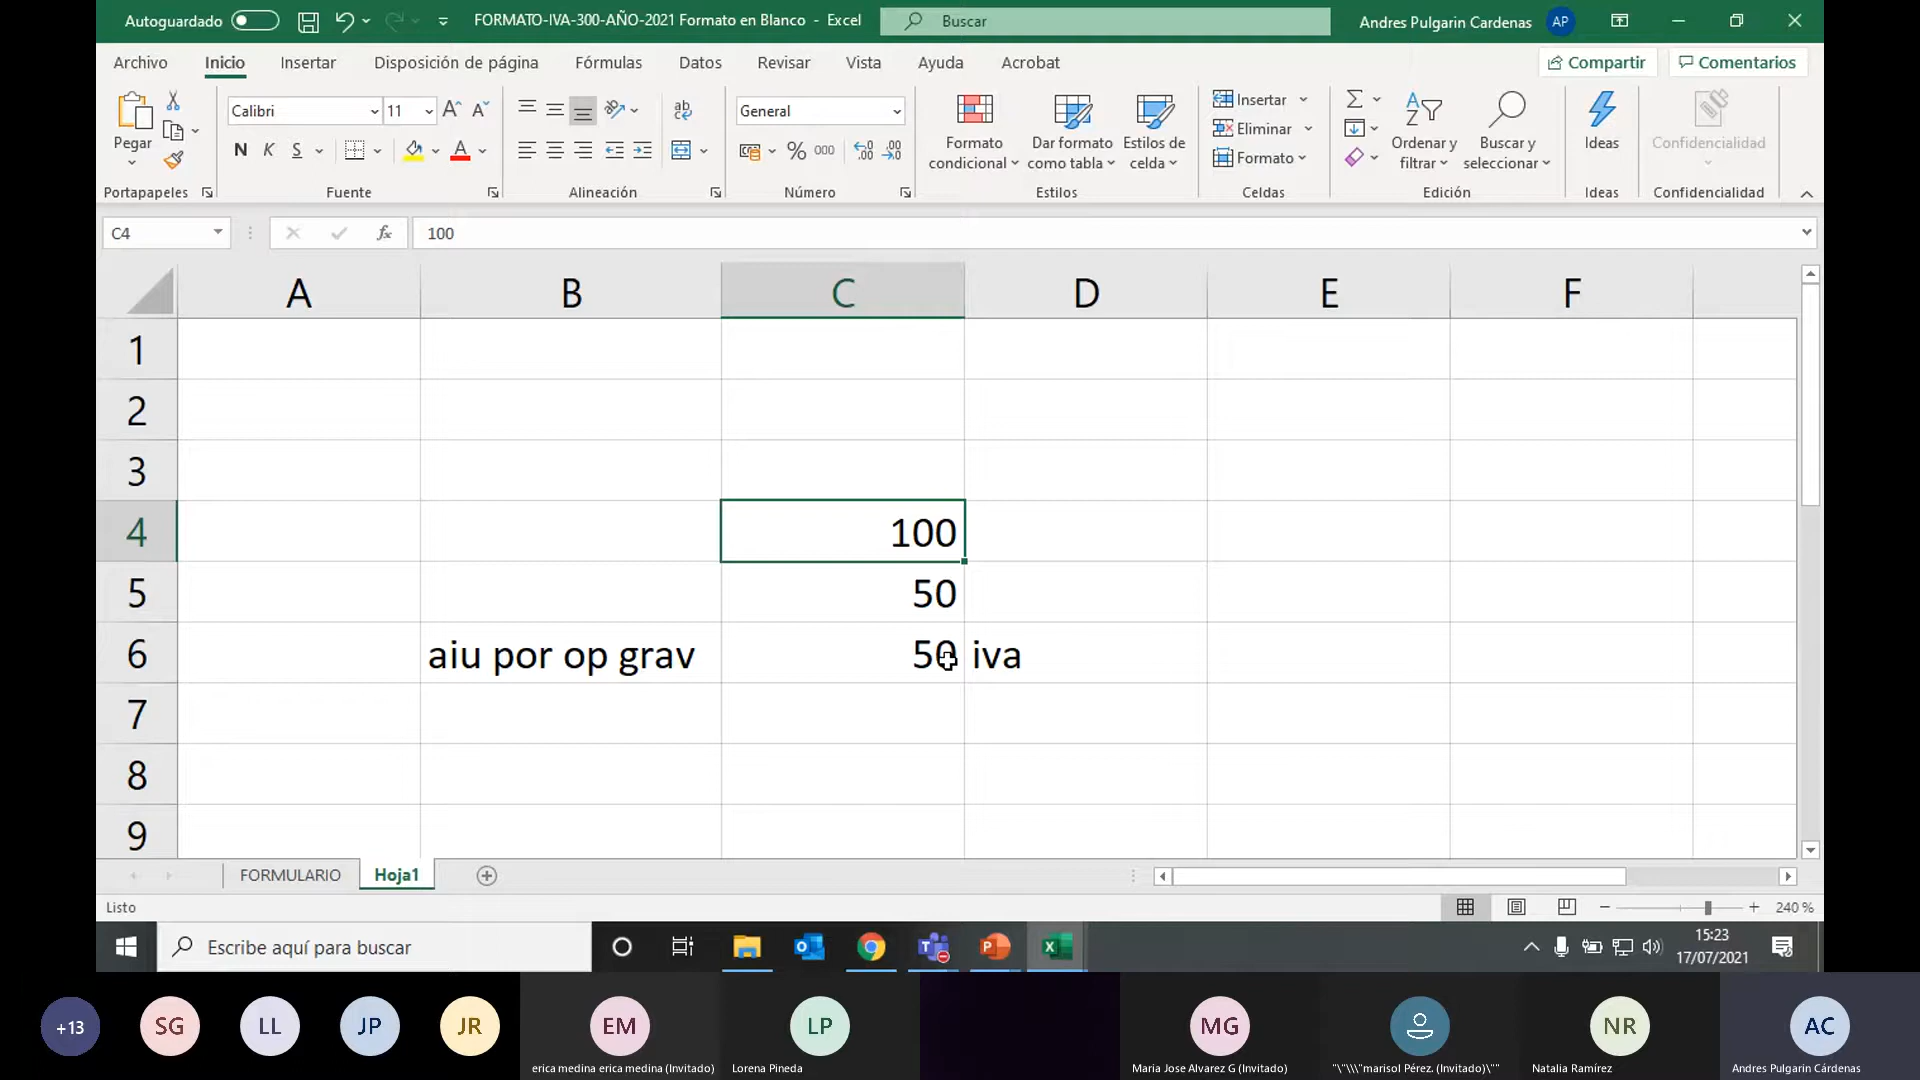 Autoguardado FORMATO-IVA-300-AÑO-2021 Formato en Blanco - Excel Buscar Andres Pulgarin Cardenas AP
Archivo Inicio Insertar Disposición de página Fórmulas Datos Revisar Vista Ayuda Acrobat Compartir Comentarios
Pegar
Portapapeles
Calibri 11
N K S
Fuente
ab
Alineación
General
% 000
Número
Formato condicional
Dar formato como tabla
Estilos de celda
Estilos
Insertar
Eliminar
Formato
Celdas
Ordenar y filtrar
Buscar y seleccionar
Edición
Ideas
Ideas
Confidencialidad
Confidencialidad
C4 fx 100
A B C D E F
1
2
3
4 100
5 50
6 aiu por op grav 50 iva
7
8
9
FORMULARIO Hoja1
Listo 240 %
Escribe aquí para buscar 15:23
17/07/2021
+13 SG LL JP JR EM LP MG NR AC
erica medina erica medina (Invitado) Lorena Pineda Maria Jose Alvarez G (Invitado) "\"\\\"marisol Pérez. (Invitado)\"" Natalia Ramírez Andres Pulgarin Cárdenas